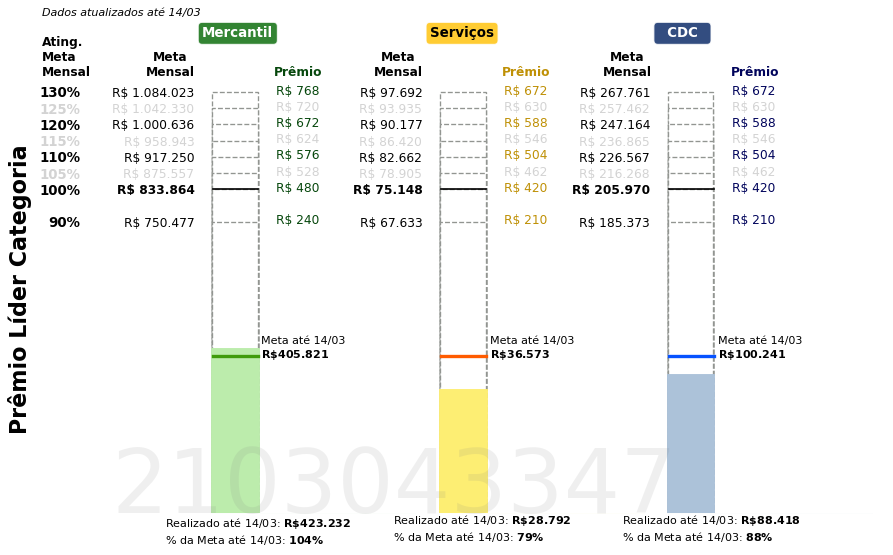 Dados atualizados até 14/03
Mercantil Serviços CDC
Ating.
Meta
Mensal
Meta
Mensal Prêmio
Meta
Mensal Prêmio
Meta
Mensal Prêmio
130% R$ 1.084.023 R$ 768 R$ 97.692 R$ 672 R$ 267.761 R$ 672
125% R$ 1.042.330 R$ 720 R$ 93.935 R$ 630 R$ 257.462 R$ 630
120% R$ 1.000.636 R$ 672 R$ 90.177 R$ 588 R$ 247.164 R$ 588
115% R$ 958.943 R$ 624 R$ 86.420 R$ 546 R$ 236.865 R$ 546
110% R$ 917.250 R$ 576 R$ 82.662 R$ 504 R$ 226.567 R$ 504
105% R$ 875.557 R$ 528 R$ 78.905 R$ 462 R$ 216.268 R$ 462
100% R$ 833.864 R$ 480 R$ 75.148 R$ 420 R$ 205.970 R$ 420
90% R$ 750.477 R$ 240 R$ 67.633 R$ 210 R$ 185.373 R$ 210
Prêmio Líder Categoria
Meta até 14/03
R$405.821
Meta até 14/03
R$36.573
Meta até 14/03
R$100.241
2103043347
Realizado até 14/03: R$423.232
% da Meta até 14/03: 104%
Realizado até 14/03: R$28.792
% da Meta até 14/03: 79%
Realizado até 14/03: R$88.418
% da Meta até 14/03: 88%